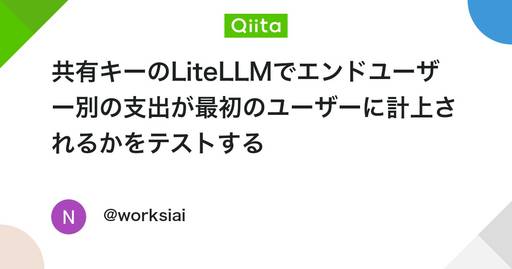 Qiita
共有キーのLiteLLMでエンドユーザ
ー別の支出が最初のユーザーに計上さ
れるかをテストする
N
@worksiai